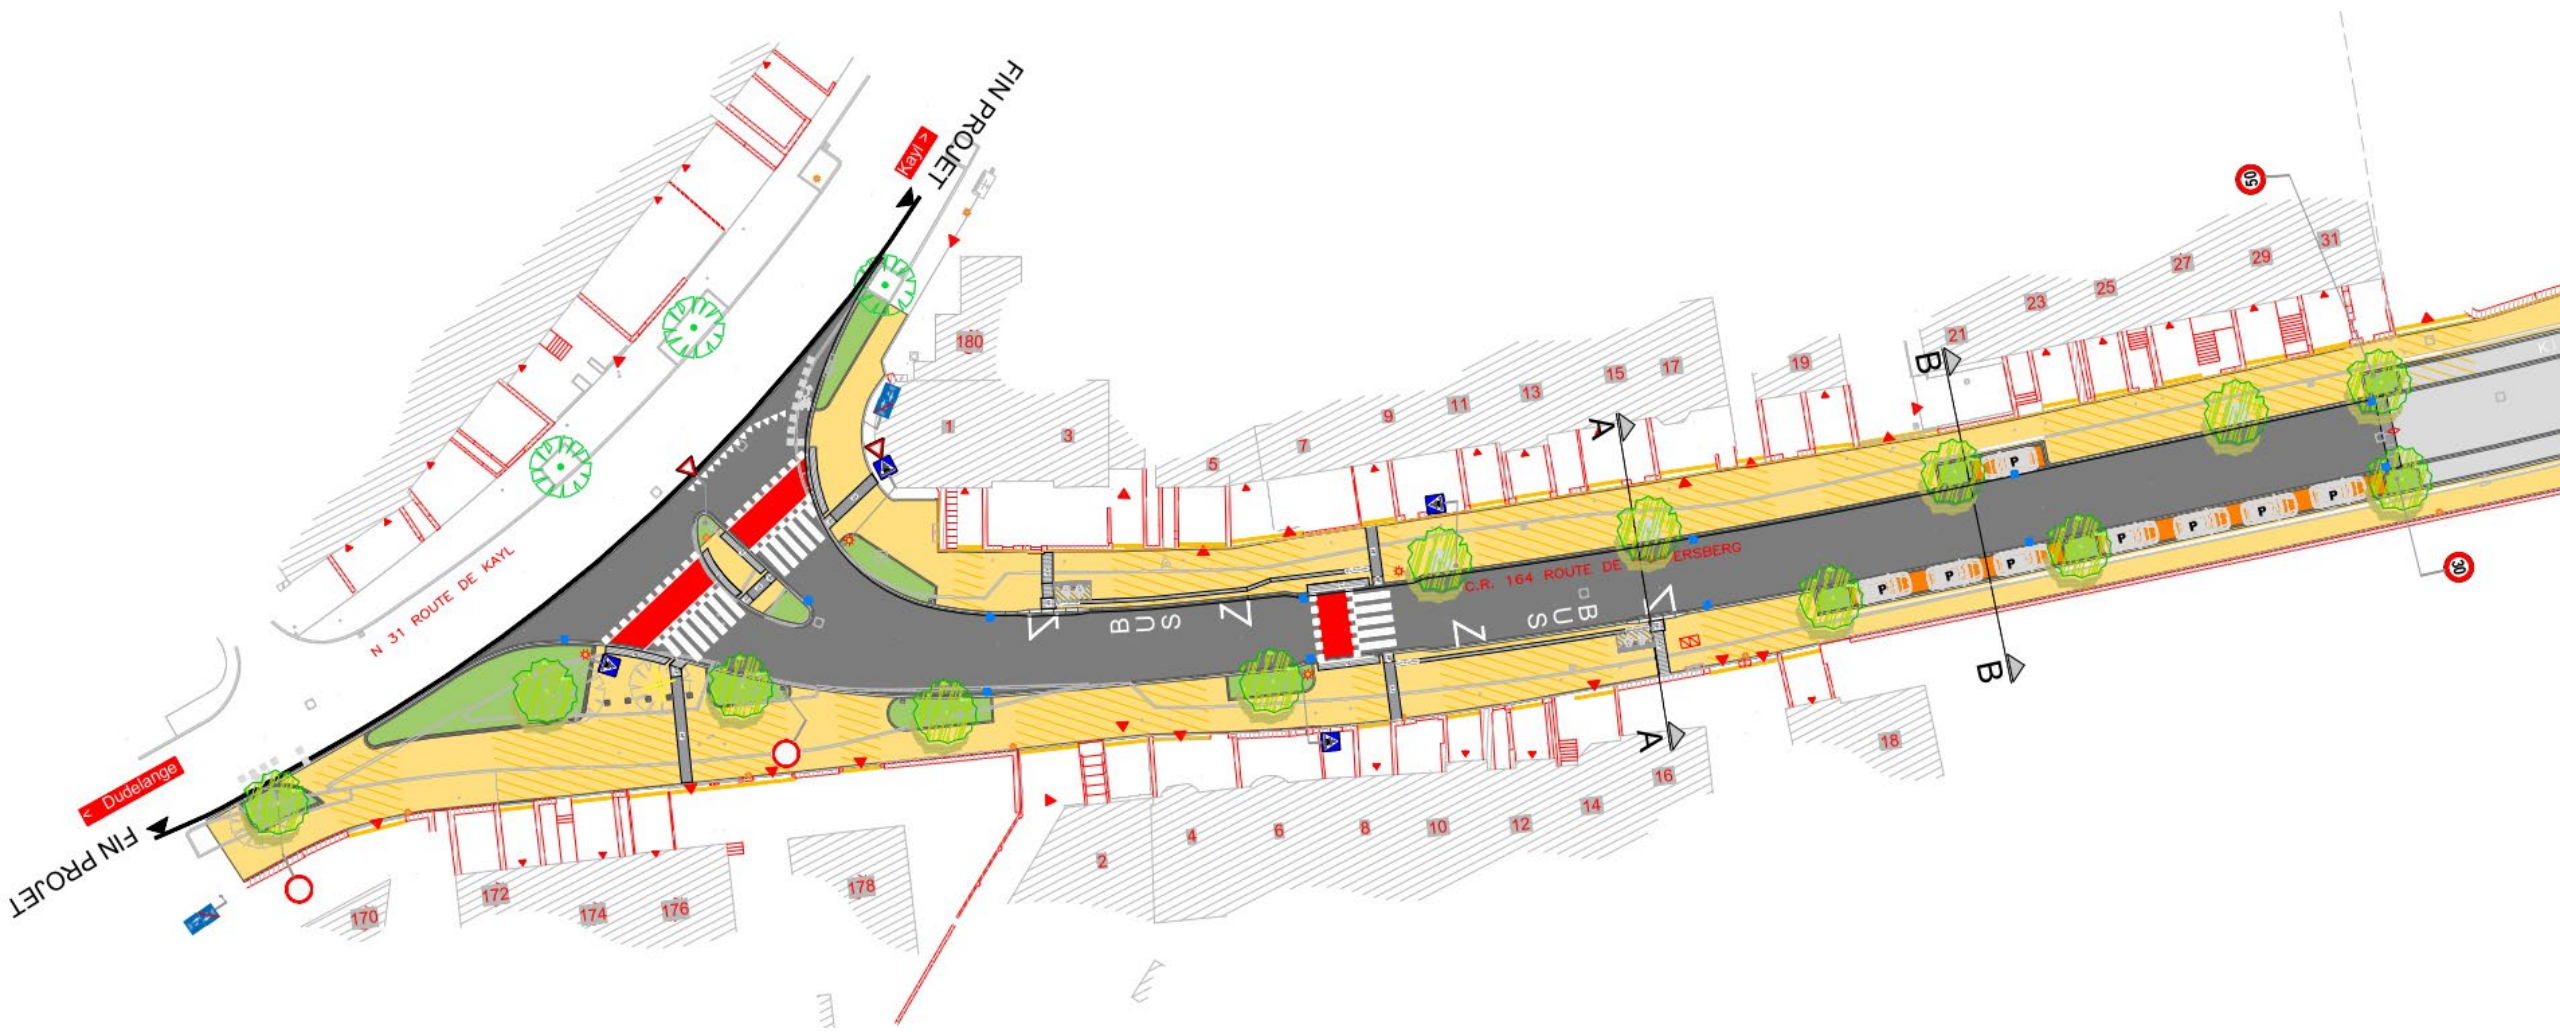 FIN PROJET
Kayl >
N 31 ROUTE DE KAYL
< Dudelange
FIN PROJET
180
1
3
5
7
9
11
13
15
17
19
21
23
25
27
29
31
50
30
A
A
B
B
C.R. 164 ROUTE DE
ERSBERG
BUS
BUS
P
P
P
P
P
P
P
P
170
172
174
176
178
2
4
6
8
10
12
14
16
18